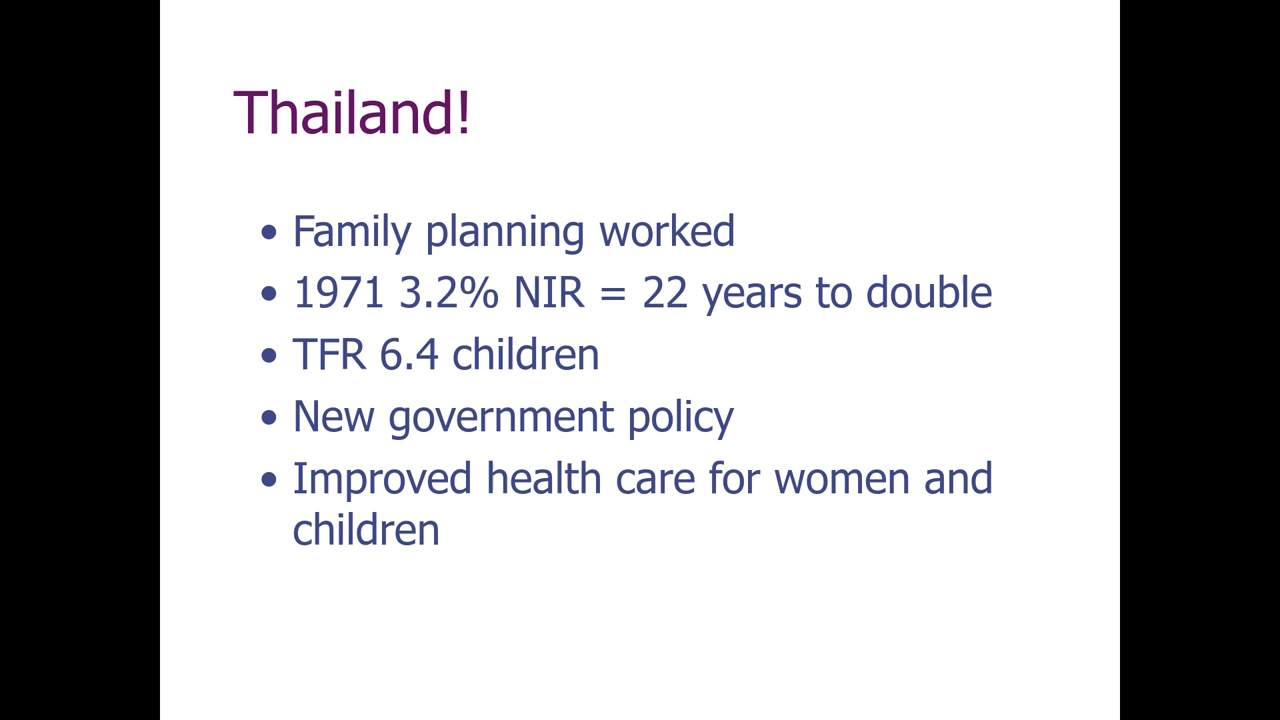 Thailand!
• Family planning worked
• 1971 3.2% NIR = 22 years to double
• TFR 6.4 children
• New government policy
• Improved health care for women and
children